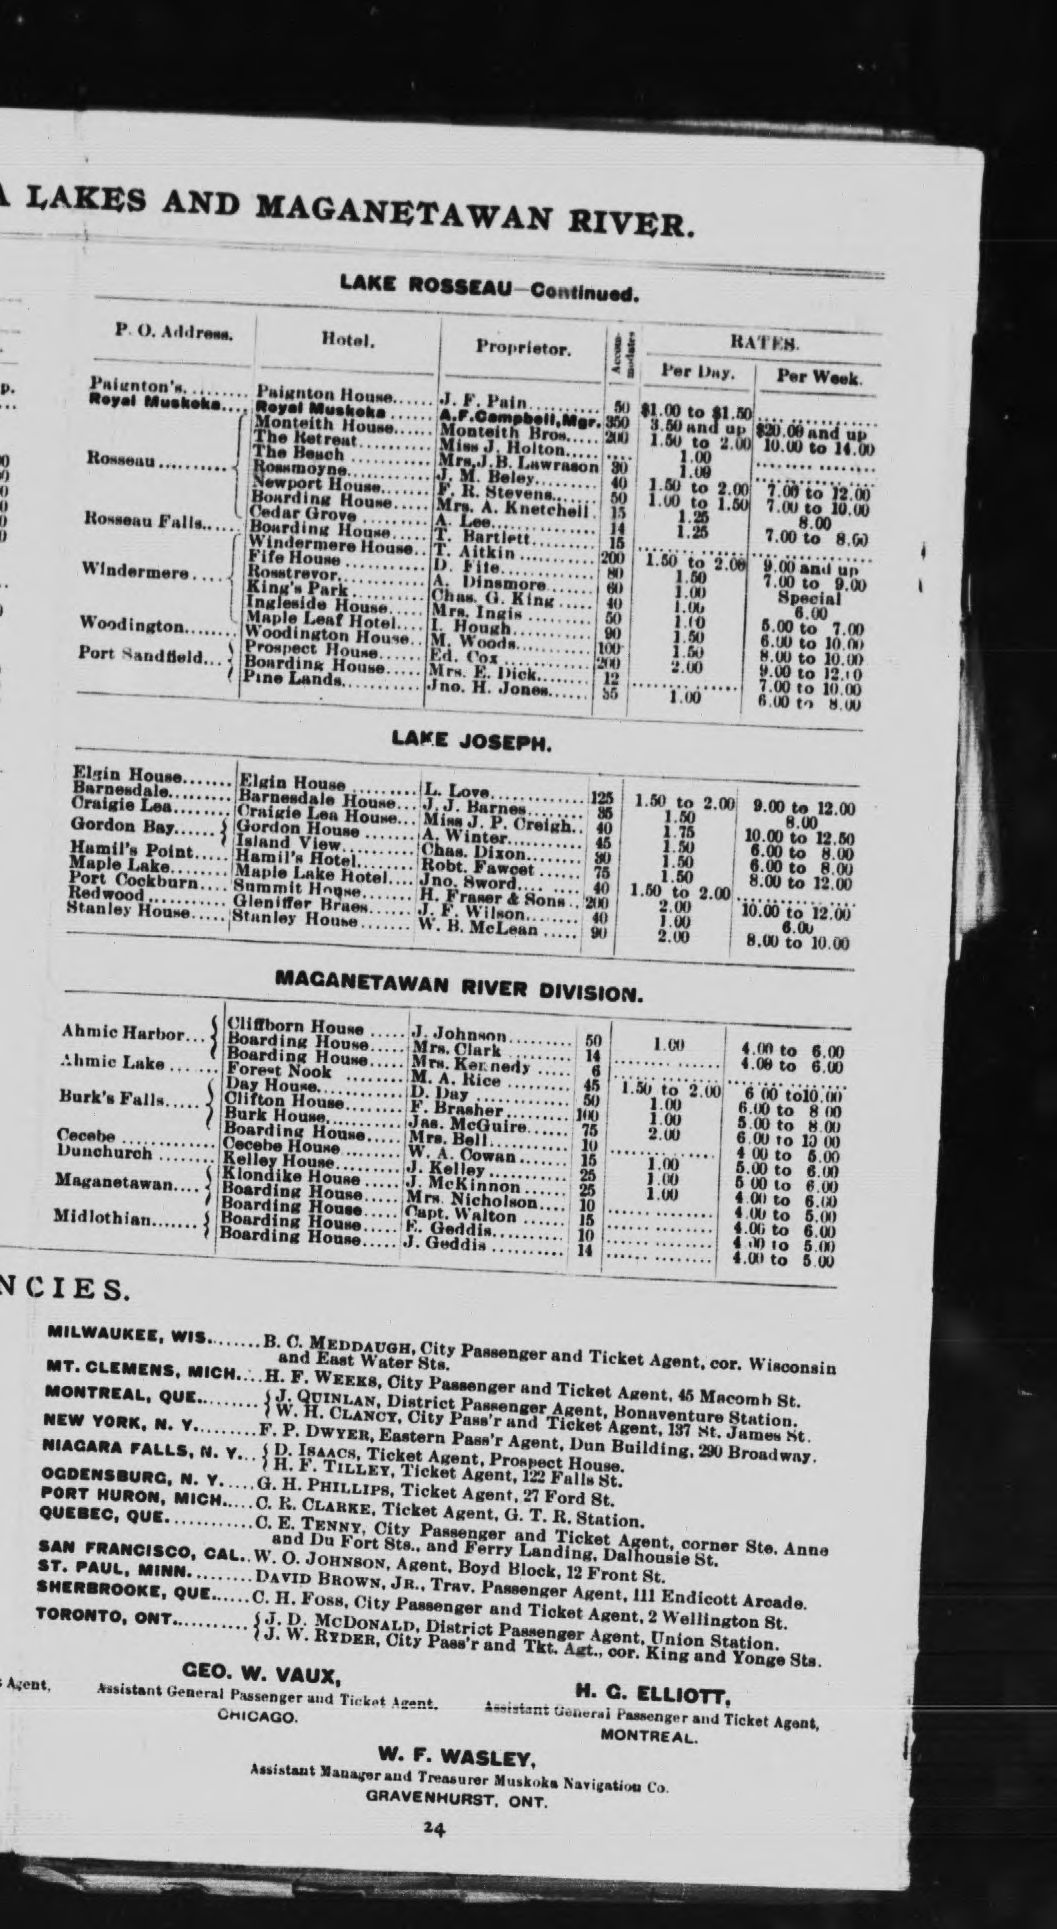 A LAKES AND MAGANETAWAN RIVER.
LAKE ROSSEAU—Continued.
P. O. Address. Hotel. Proprietor. Accommodates RATES.
Per Day. Per Week.
Paignton's......... Paignton House...... J. F. Pain.......... 50 $1.00 to $1.50 ..................
Royal Muskoka.... Royal Muskoka ...... A.F.Campbell,Mgr. 350 3.50 and up $20.00 and up
Monteith House...... Monteith Bros..... 200 1.50 to 2.00 10.00 to 14.00
The Retreat......... Miss J. Holton..... .... 1.00 ..................
Rosseau .......... The Beach .......... Mrs.J.B. Lawrason 30 1.00 ..................
Rossmoyne.......... J. M. Beley......... 40 1.50 to 2.00 7.00 to 12.00
Newport House...... F. R. Stevens...... 50 1.00 to 1.50 7.00 to 10.00
Boarding House..... Mrs. A. Knetchell. 15 1.25 8.00
Cedar Grove ........ A. Lee.............. 14 1.25 7.00 to 8.00
Rosseau Falls..... Boarding House..... T. Bartlett......... 15 ............... ..................
Windermere House.. T. Aitkin ........... 200 1.50 to 2.00 9.00 and up
Fife House .......... D. Fife............. 80 1.50 7.00 to 9.00
Windermere .... Rosstrevor........... A. Dinsmore....... 60 1.00 Special
King's Park ......... Chas. G. King ..... 40 1.00 6.00
Ingleside House..... Mrs. Ingis ......... 50 1.00 5.00 to 7.00
Maple Leaf Hotel.... I. Hough............ 90 1.50 6.00 to 10.00
Woodington........ Woodington House.. M. Woods........... 100 1.50 8.00 to 10.00
Prospect House...... Ed. Cox ............ 200 2.00 9.00 to 12.00
Port Sandfield... Boarding House..... Mrs. E. Dick........ 12 ............... 7.00 to 10.00
Pine Lands........... Jno. H. Jones...... 35 1.00 6.00 to 8.00
LAKE JOSEPH.
Elgin House....... Elgin House ......... L. Love............. 125 1.50 to 2.00 9.00 to 12.00
Barnesdale......... Barnesdale House... J. J. Barnes........ 35 1.50 8.00
Craigie Lea........ Craigie Lea House... Miss J. P. Creigh.. 40 1.75 10.00 to 12.50
Gordon Bay...... Gordon House ....... A. Winter........... 45 1.50 6.00 to 8.00
Island View......... Chas. Dixon........ 30 1.50 6.00 to 8.00
Hamil's Point..... Hamil's Hotel....... Robt. Fawcet ..... 75 1.50 8.00 to 12.00
Maple Lake........ Maple Lake Hotel.... Jno. Sword.... .... 40 1.50 to 2.00 ..................
Port Cockburn.... Summit House....... H. Fraser & Sons.. 200 2.00 10.00 to 12.00
Redwood .......... Gleniffer Braes...... J. F. Wilson........ 40 1.00 6.00
Stanley House..... Stanley House....... W. B. McLean ..... 90 2.00 8.00 to 10.00
MAGANETAWAN RIVER DIVISION.
Ahmic Harbor... Cliffborn House ..... J. Johnson......... 50 1.00 4.00 to 6.00
Boarding House..... Mrs. Clark ........ 14 ............... 4.00 to 6.00
Boarding House..... Mrs. Kennedy ..... 6 ..................
Ahmic Lake ...... Forest Nook ........ M. A. Rice ......... 45 1.50 to 2.00 6 00 to10.00
Day House........... D. Day ............. 50 1.00 6.00 to 8 00
Burk's Falls..... Clifton House........ F. Brasher......... 100 1.00 5.00 to 8.00
Burk House.......... Jas. McGuire...... 75 2.00 6.00 to 10 00
Boarding House..... Mrs. Bell........... 10 ............... 4 00 to 5.00
Cecebe ............ Cecebe House ....... W. A. Cowan....... 15 1.00 5.00 to 6.00
Dunchurch ........ Kelley House......... J. Kelley........... 25 1.00 5 00 to 6.00
Maganetawan.... Klondike House ..... J. McKinnon ...... 25 1.00 4.00 to 6.00
Boarding House..... Mrs. Nicholson.... 10 ............... 4.00 to 5.00
Boarding House..... Capt. Walton ...... 15 ............... 4.00 to 6.00
Midlothian....... Boarding House..... E. Geddis.......... 10 ............... 4.00 to 5.00
Boarding House..... J. Geddis .......... 14 ............... 4.00 to 5.00
NCIES.
MILWAUKEE, WIS........ B. C. MEDDAUGH, City Passenger and Ticket Agent, cor. Wisconsin
and East Water Sts.
MT. CLEMENS, MICH.... H. F. WEEKS, City Passenger and Ticket Agent, 45 Macomb St.
MONTREAL, QUE.......... J. QUINLAN, District Passenger Agent, Bonaventure Station.
W. H. CLANCY, City Pass'r and Ticket Agent, 137 St. James St.
NEW YORK, N. Y......... F. P. DWYER, Eastern Pass'r Agent, Dun Building, 290 Broadway.
NIAGARA FALLS, N. Y... D. ISAACS, Ticket Agent, Prospect House.
H. F. TILLEY, Ticket Agent, 122 Falls St.
OGDENSBURG, N. Y..... G. H. PHILLIPS, Ticket Agent, 27 Ford St.
PORT HURON, MICH..... C. R. CLARKE, Ticket Agent, G. T. R. Station.
QUEBEC, QUE............ C. E. TENNY, City Passenger and Ticket Agent, corner Ste. Anne
and Du Fort Sts., and Ferry Landing, Dalhousie St.
SAN FRANCISCO, CAL.. W. O. JOHNSON, Agent, Boyd Block, 12 Front St.
ST. PAUL, MINN......... DAVID BROWN, JR., Trav. Passenger Agent, 111 Endicott Arcade.
SHERBROOKE, QUE...... C. H. FOSS, City Passenger and Ticket Agent, 2 Wellington St.
TORONTO, ONT........... J. D. MCDONALD, District Passenger Agent, Union Station.
J. W. RYDER, City Pass'r and Tkt. Agt., cor. King and Yonge Sts.
Agent,
GEO. W. VAUX,
Assistant General Passenger and Ticket Agent,
CHICAGO.
H. G. ELLIOTT,
Assistant General Passenger and Ticket Agent,
MONTREAL.
W. F. WASLEY,
Assistant Manager and Treasurer Muskoka Navigation Co.
GRAVENHURST, ONT.
24